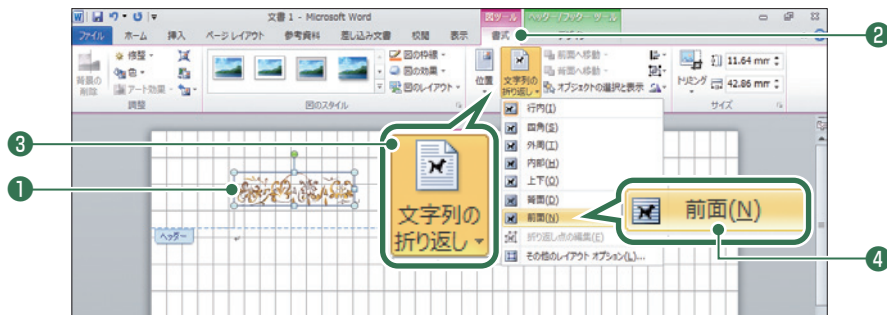 文書 1 - Microsoft Word
図ツール
ヘッダー/フッター ツール
ファイル ホーム 挿入 ページ レイアウト 参考資料 差し込み文書 校閲 表示 書式 デザイン
❷
背景の
削除
修整
色
アート効果
調整
図のスタイル
図の枠線
図の効果
図のレイアウト
位置
文字列の
折り返し
前面へ移動
背面へ移動
オブジェクトの選択と表示
トリミング
11.64 mm
42.86 mm
サイズ
行内(I)
四角(S)
外周(T)
内部(H)
上下(O)
背面(D)
前面(N)
折り返し点の編集(E)
その他のレイアウト オプション(L)...
❸
文字列の
折り返し
❶
前面(N)
❹
ヘッダー